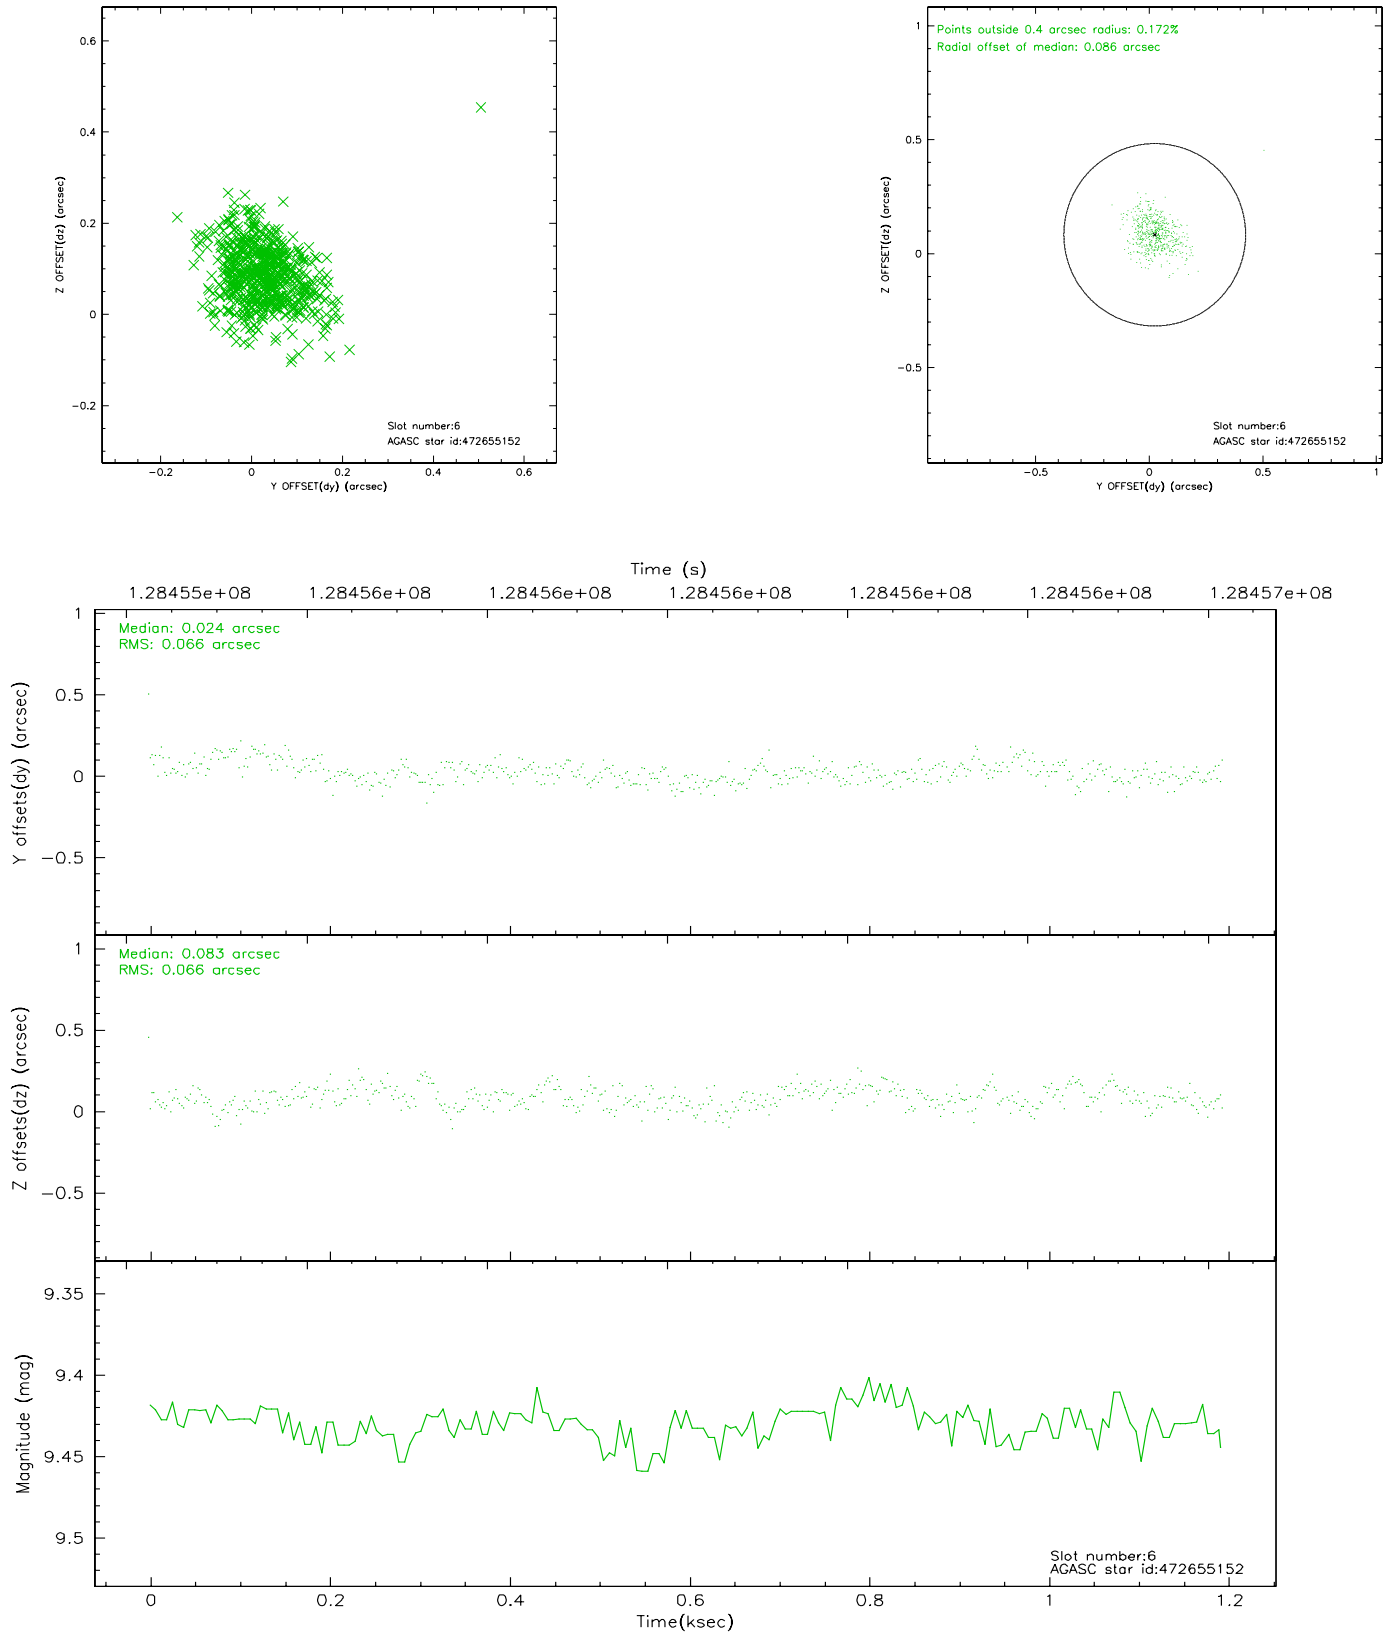 0.6
0.4
0.2
0
−0.2
Z OFFSET(dz) (arcsec)
Slot number:6
AGASC star id:472655152
−0.2 0 0.2 0.4 0.6
Y OFFSET(dy) (arcsec)
Points outside 0.4 arcsec radius: 0.172%
Radial offset of median: 0.086 arcsec
1
0.5
0
−0.5
Z OFFSET(dz) (arcsec)
Slot number:6
AGASC star id:472655152
−0.5 0 0.5 1
Y OFFSET(dy) (arcsec)
Time (s)
1.28455e+08 1.28456e+08 1.28456e+08 1.28456e+08 1.28456e+08 1.28456e+08 1.28457e+08
Median: 0.024 arcsec
RMS: 0.066 arcsec
1
0.5
0
−0.5
Y offsets(dy) (arcsec)
Median: 0.083 arcsec
RMS: 0.066 arcsec
1
0.5
0
−0.5
Z offsets(dz) (arcsec)
9.35
9.4
9.45
9.5
Magnitude (mag)
Slot number:6
AGASC star id:472655152
0 0.2 0.4 0.6 0.8 1 1.2
Time(ksec)